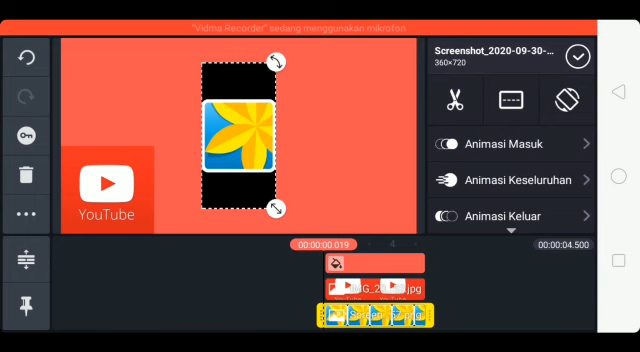 "Vidma Recorder" sedang menggunakan mikrofon
Screenshot_2020-09-30-...
360×720
Animasi Masuk
Animasi Keseluruhan
Animasi Keluar
YouTube
00:00:00.019
4
00:00:04.500